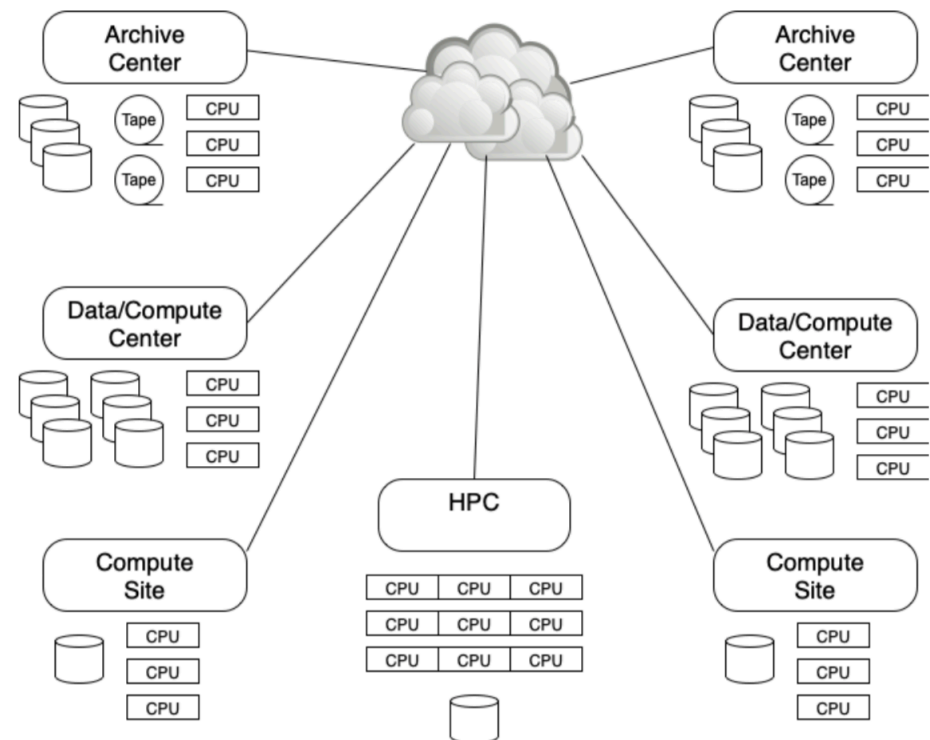 Archive
Center
Tape
CPU
CPU
Tape
CPU
Archive
Center
Tape
CPU
CPU
Tape
CPU
Data/Compute
Center
CPU
CPU
CPU
Data/Compute
Center
CPU
CPU
CPU
HPC
CPU CPU CPU
CPU CPU CPU
CPU CPU CPU
Compute
Site
CPU
CPU
CPU
Compute
Site
CPU
CPU
CPU